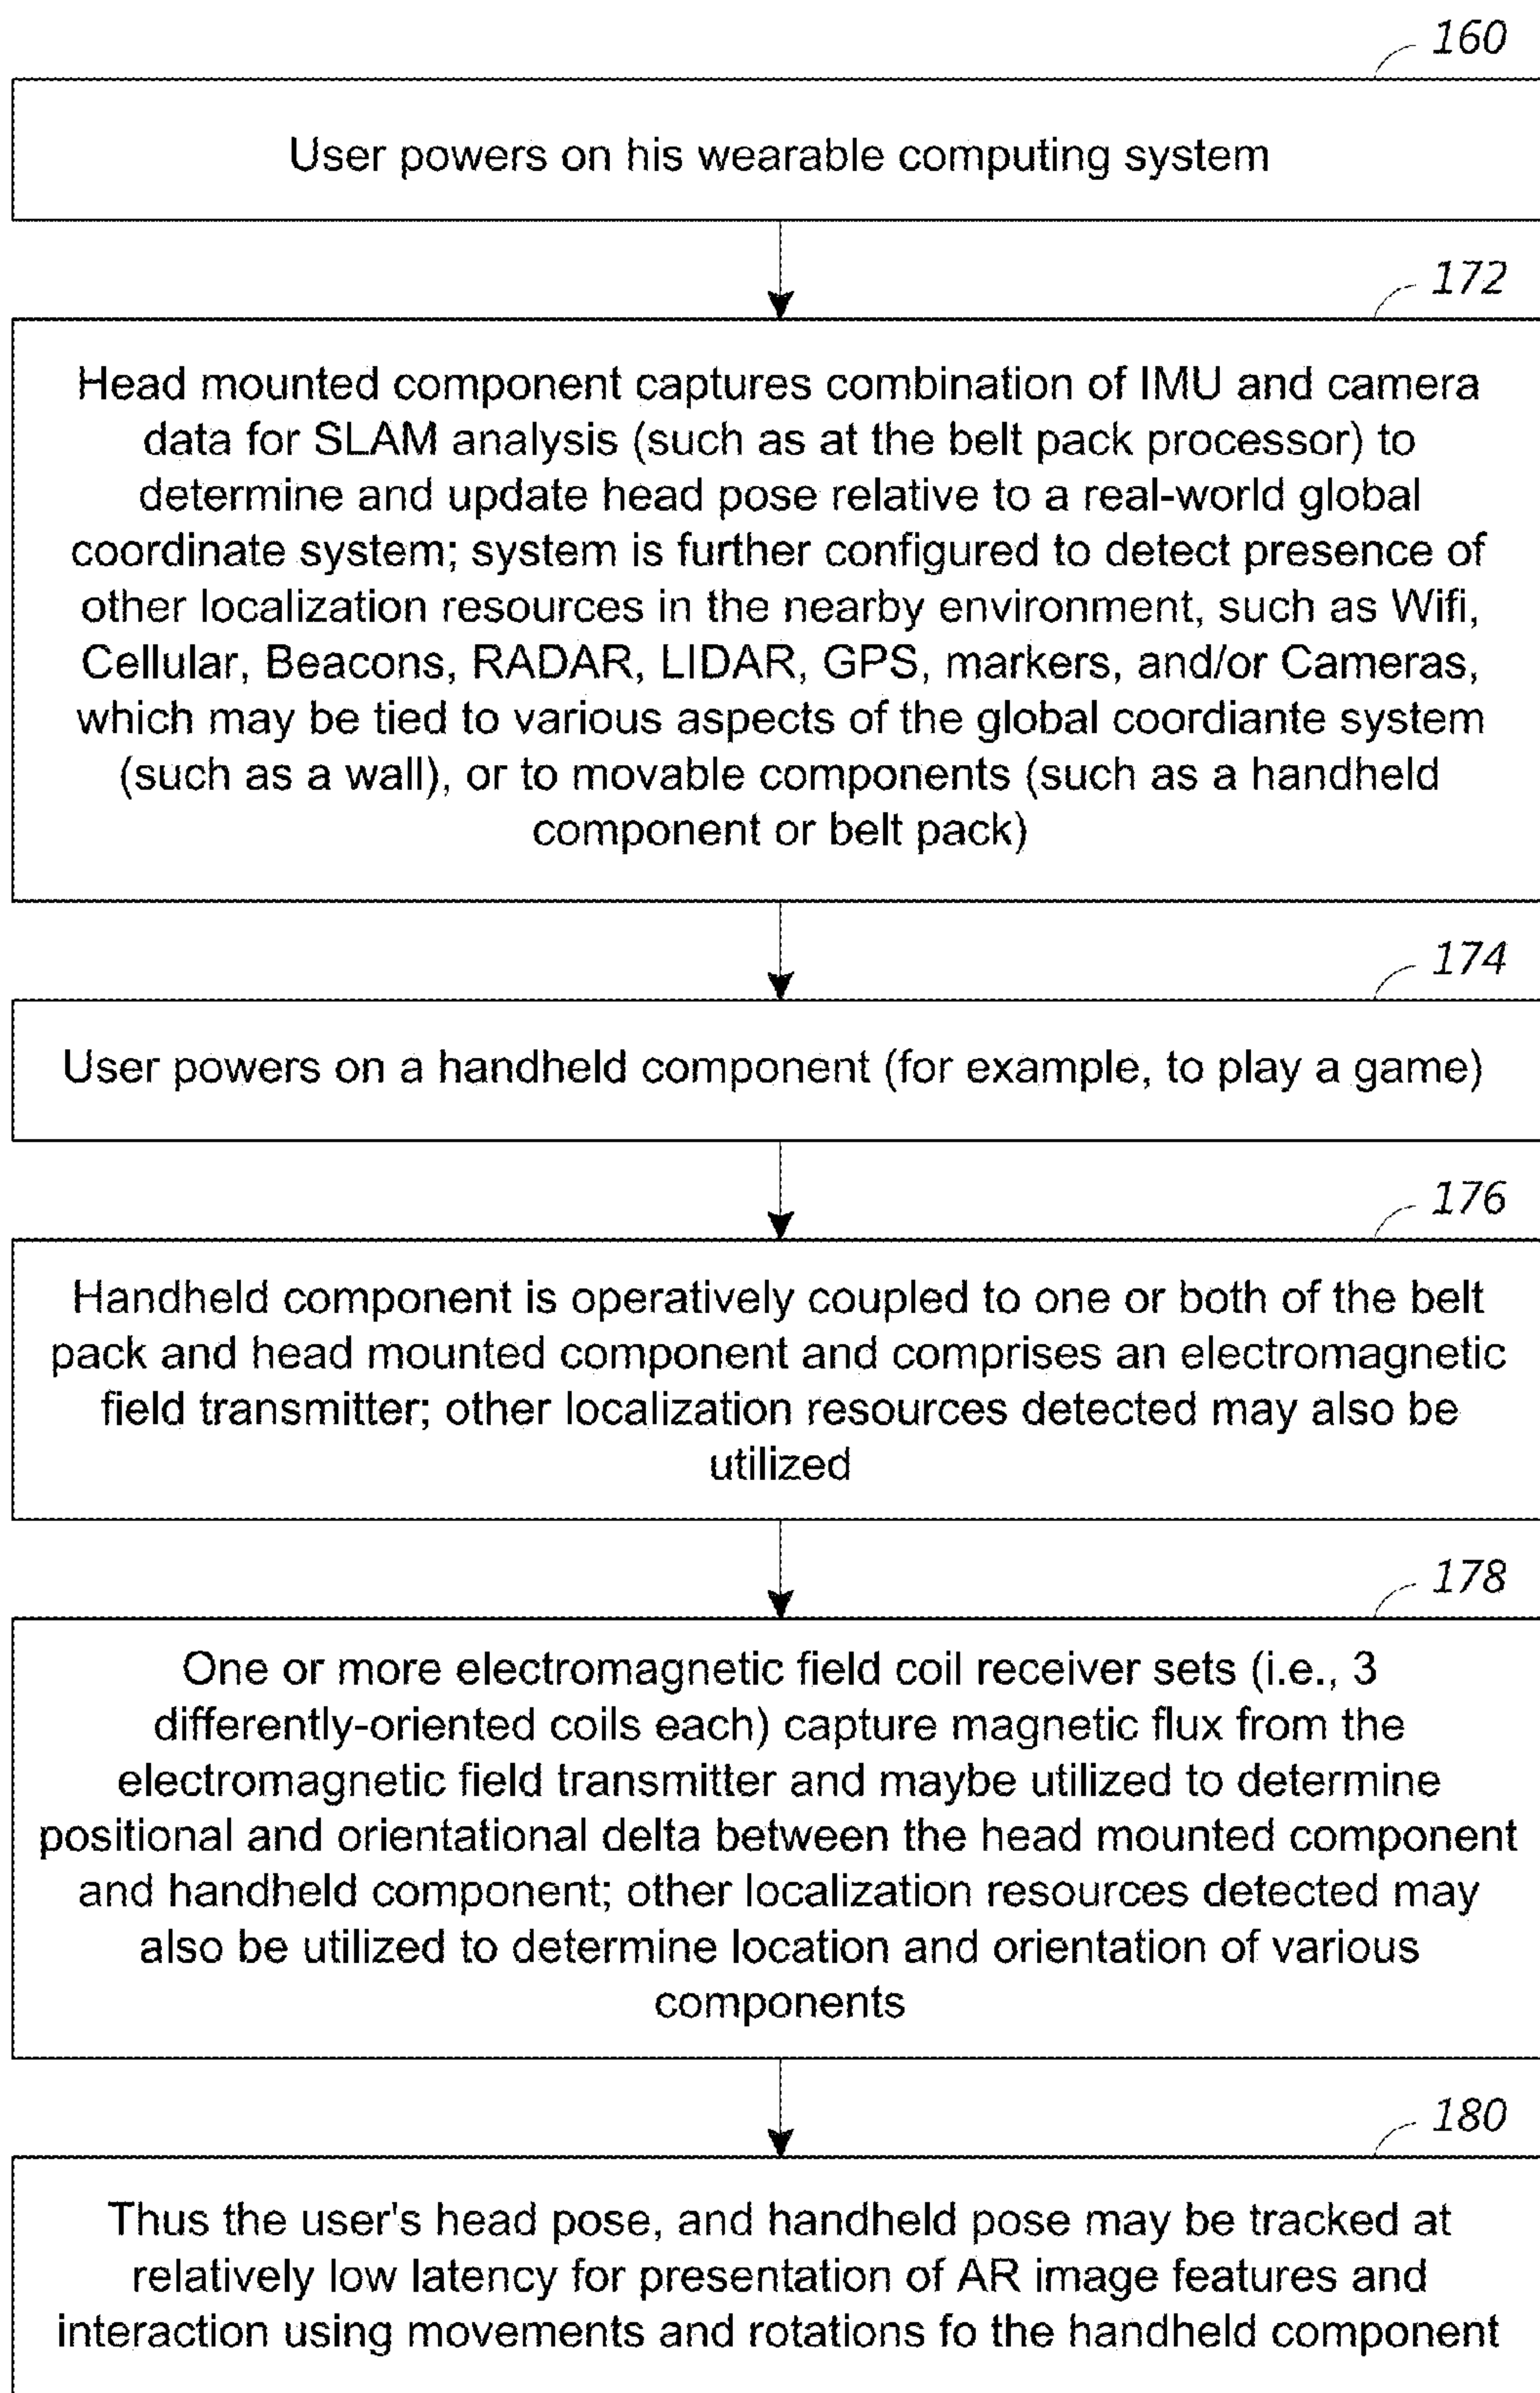 160
User powers on his wearable computing system
172
Head mounted component captures combination of IMU and camera
data for SLAM analysis (such as at the belt pack processor) to
determine and update head pose relative to a real-world global
coordinate system; system is further configured to detect presence of
other localization resources in the nearby environment, such as Wifi,
Cellular, Beacons, RADAR, LIDAR, GPS, markers, and/or Cameras,
which may be tied to various aspects of the global coordiante system
(such as a wall), or to movable components (such as a handheld
component or belt pack)
174
User powers on a handheld component (for example, to play a game)
176
Handheld component is operatively coupled to one or both of the belt
pack and head mounted component and comprises an electromagnetic
field transmitter; other localization resources detected may also be
utilized
178
One or more electromagnetic field coil receiver sets (i.e., 3
differently-oriented coils each) capture magnetic flux from the
electromagnetic field transmitter and maybe utilized to determine
positional and orientational delta between the head mounted component
and handheld component; other localization resources detected may
also be utilized to determine location and orientation of various
components
180
Thus the user's head pose, and handheld pose may be tracked at
relatively low latency for presentation of AR image features and
interaction using movements and rotations fo the handheld component